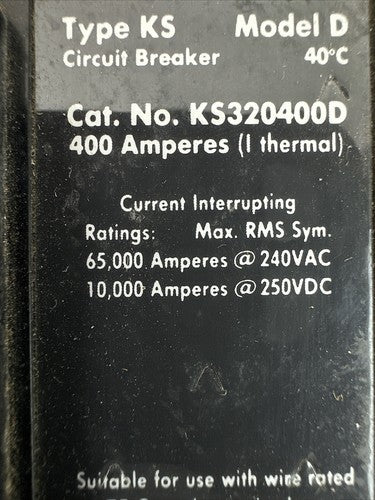 Type KS Model D
Circuit Breaker 40°C
Cat. No. KS320400D
400 Amperes (I thermal)
Current Interrupting
Ratings: Max. RMS Sym.
65,000 Amperes @ 240VAC
10,000 Amperes @ 250VDC
Suitable for use with wire rated